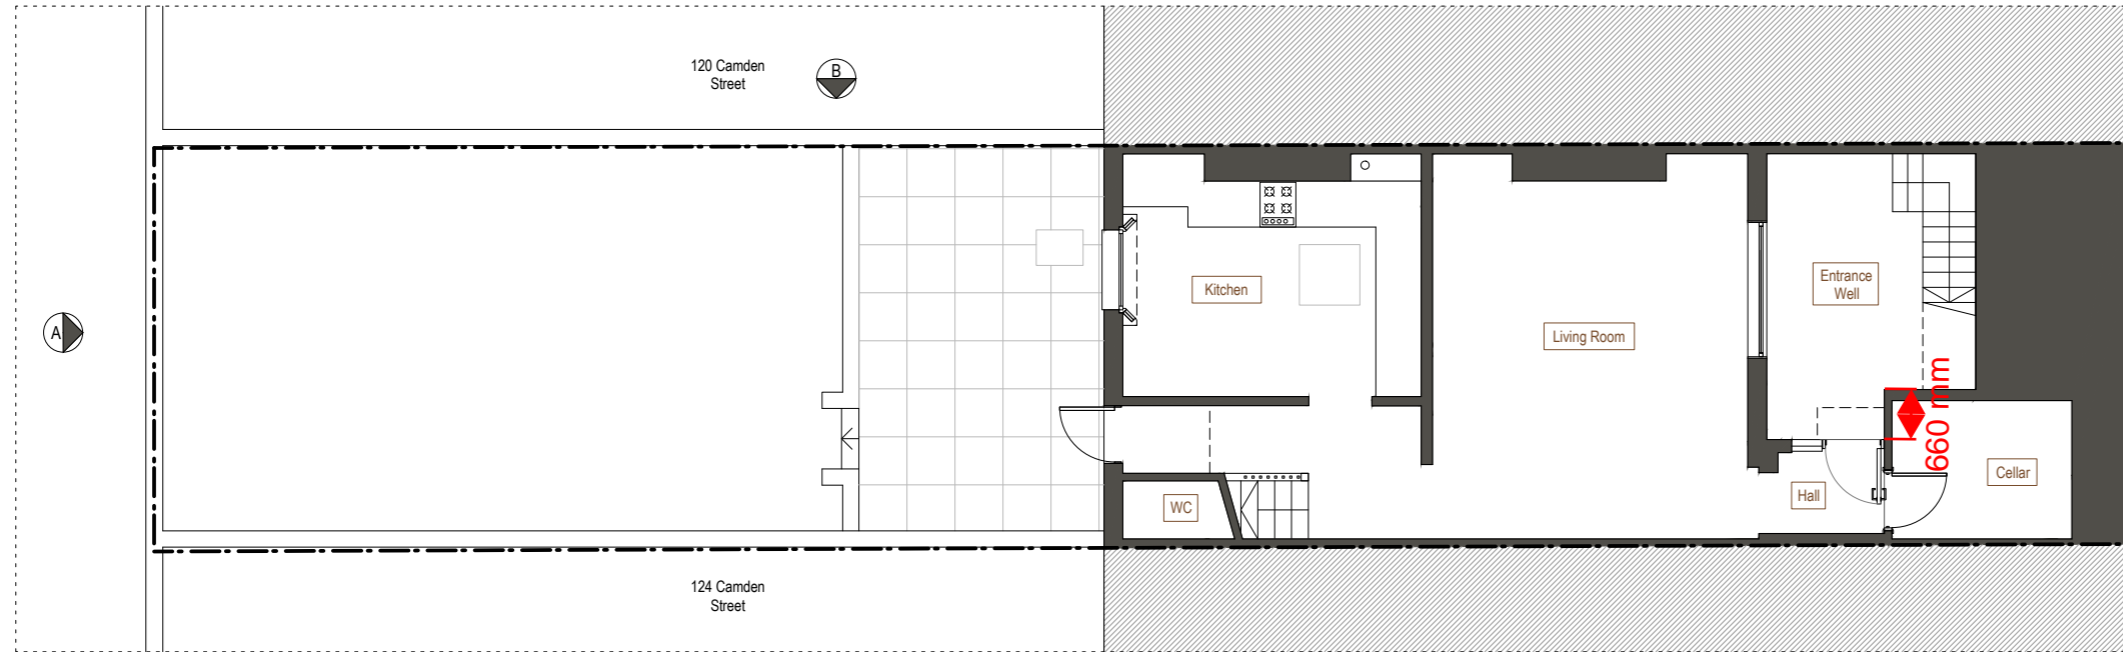 120 Camden
Street
B
A
Kitchen
Entrance
Well
Living Room
660 mm
Cellar
Hall
WC
124 Camden
Street